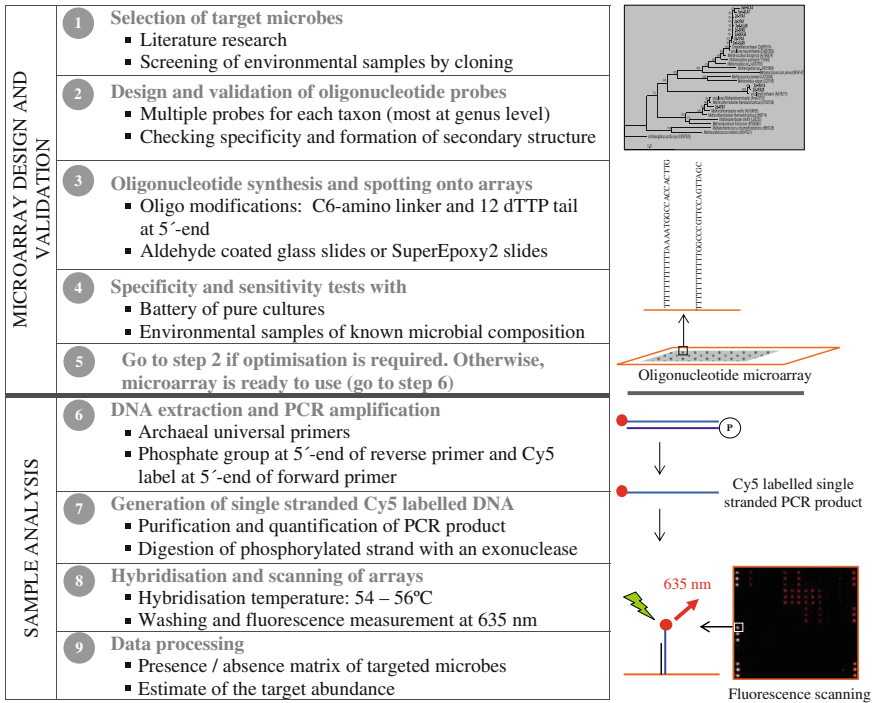 MICROARRAY DESIGN AND
VALIDATION
1
Selection of target microbes
▪ Literature research
▪ Screening of environmental samples by cloning
2
Design and validation of oligonucleotide probes
▪ Multiple probes for each taxon (most at genus level)
▪ Checking specificity and formation of secondary structure
3
Oligonucleotide synthesis and spotting onto arrays
▪ Oligo modifications: C6-amino linker and 12 dTTP tail
at 5´-end
▪ Aldehyde coated glass slides or SuperEpoxy2 slides
4
Specificity and sensitivity tests with
▪ Battery of pure cultures
▪ Environmental samples of known microbial composition
5
Go to step 2 if optimisation is required. Otherwise,
microarray is ready to use (go to step 6)
Oligonucleotide microarray
SAMPLE ANALYSIS
6
DNA extraction and PCR amplification
▪ Archaeal universal primers
▪ Phosphate group at 5´-end of reverse primer and Cy5
label at 5´-end of forward primer
P
7
Generation of single stranded Cy5 labelled DNA
▪ Purification and quantification of PCR product
▪ Digestion of phosphorylated strand with an exonuclease
Cy5 labelled single
stranded PCR product
8
Hybridisation and scanning of arrays
▪ Hybridisation temperature: 54 – 56ºC
▪ Washing and fluorescence measurement at 635 nm
635 nm
9
Data processing
▪ Presence / absence matrix of targeted microbes
▪ Estimate of the target abundance
Fluorescence scanning